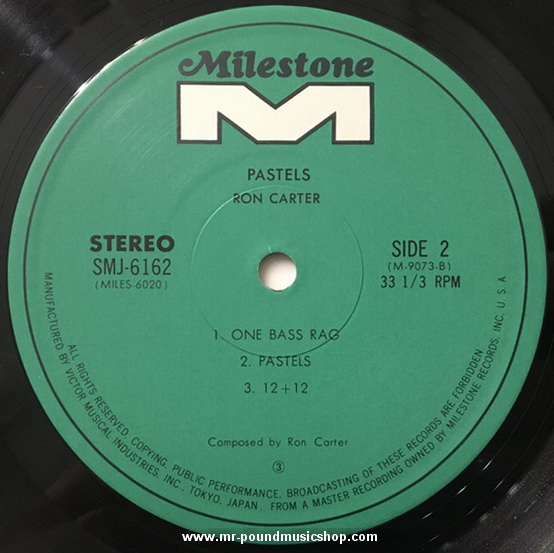 Milestone
M
PASTELS
RON CARTER
STEREO
SMJ-6162
(MILES-6020)
SIDE 2
(M-9073-B)
33 1/3 RPM
1. ONE BASS RAG
2. PASTELS
3. 12+12
Composed by Ron Carter
③
ALL RIGHTS RESERVED. COPYING, PUBLIC PERFORMANCE, BROADCASTING OF THESE RECORDS ARE FORBIDDEN.
MANUFACTURED BY VICTOR MUSICAL INDUSTRIES, INC., TOKYO, JAPAN. FROM A MASTER RECORDING OWNED BY MILESTONE RECORDS, INC. U.S.A.
www.mr-poundmusicshop.com